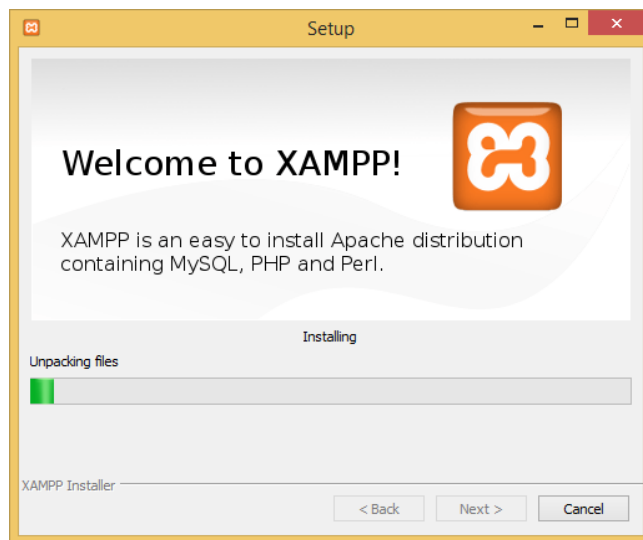 Setup
Welcome to XAMPP!
XAMPP is an easy to install Apache distribution
containing MySQL, PHP and Perl.
Installing
Unpacking files
XAMPP Installer
< Back
Next >
Cancel